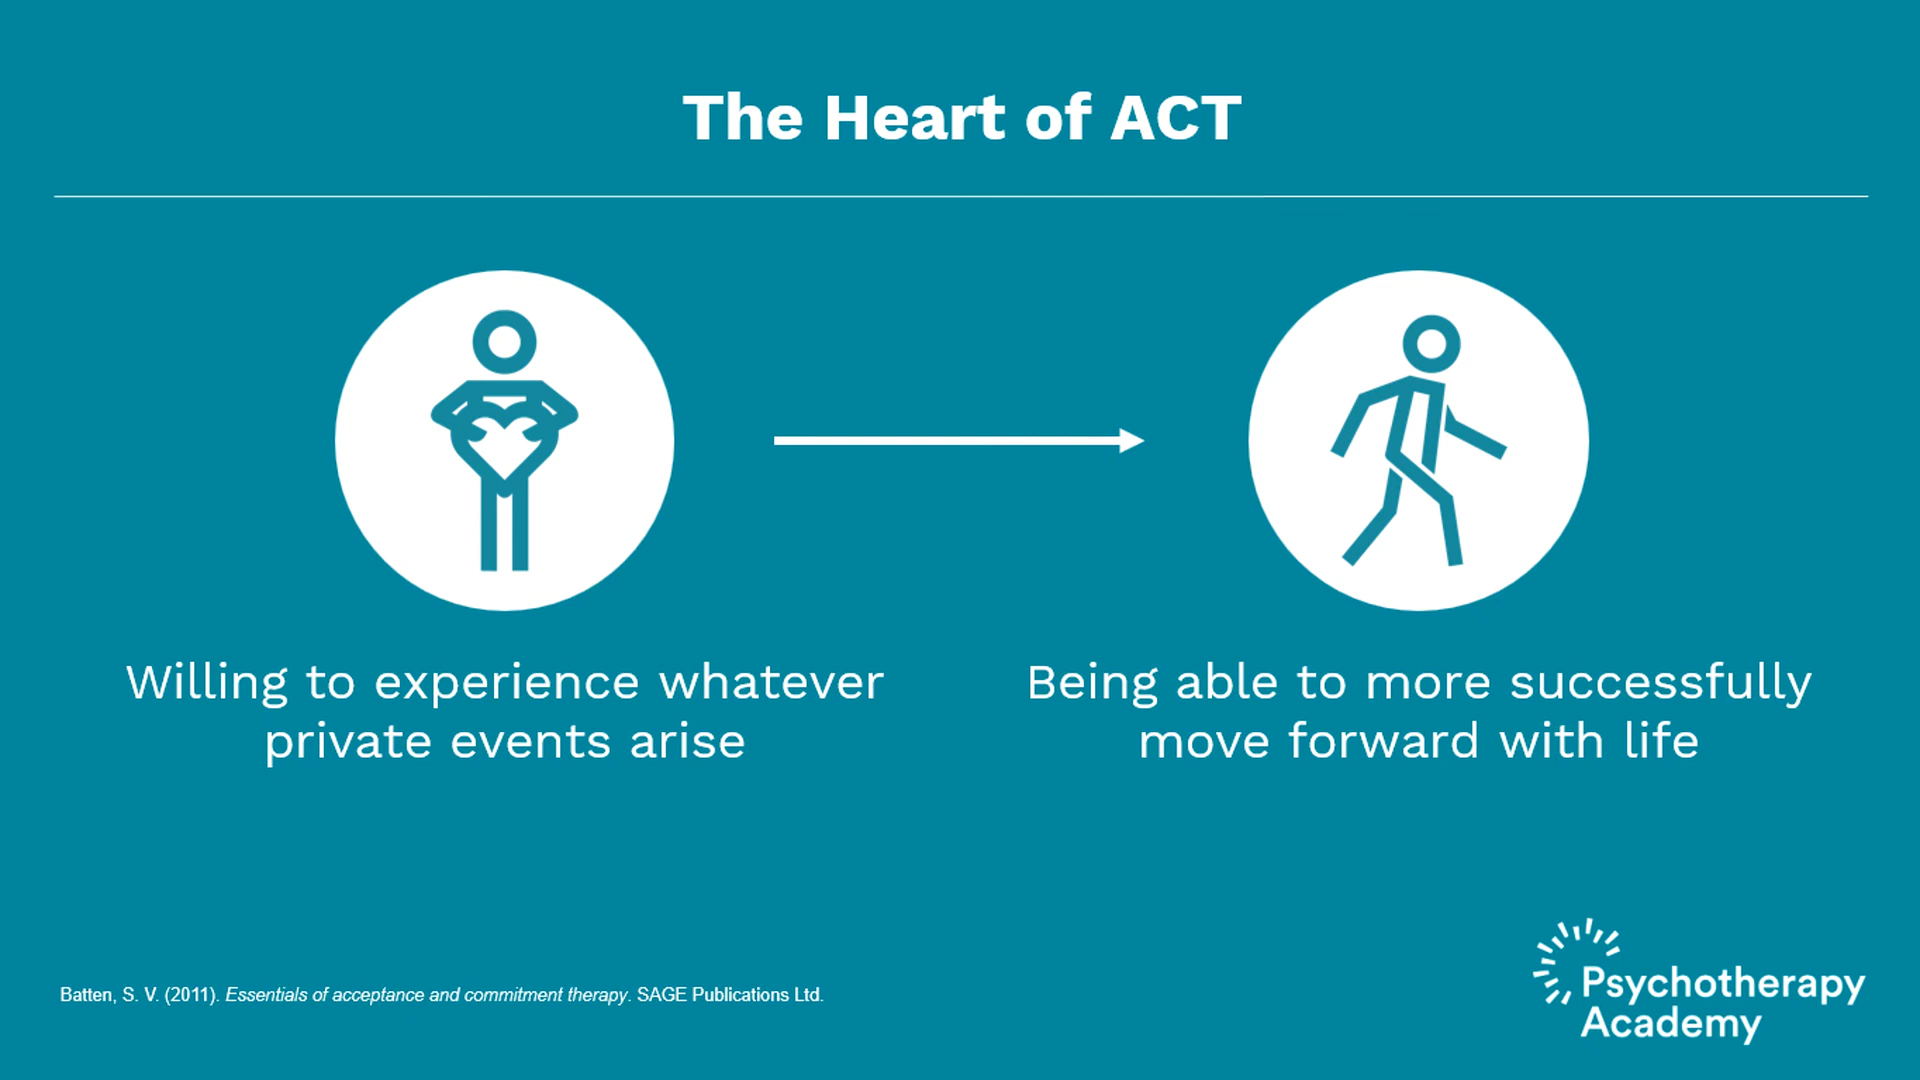 The Heart of ACT
Willing to experience whatever
private events arise
Being able to more successfully
move forward with life
Batten, S. V. (2011). Essentials of acceptance and commitment therapy. SAGE Publications Ltd.
Psychotherapy
Academy